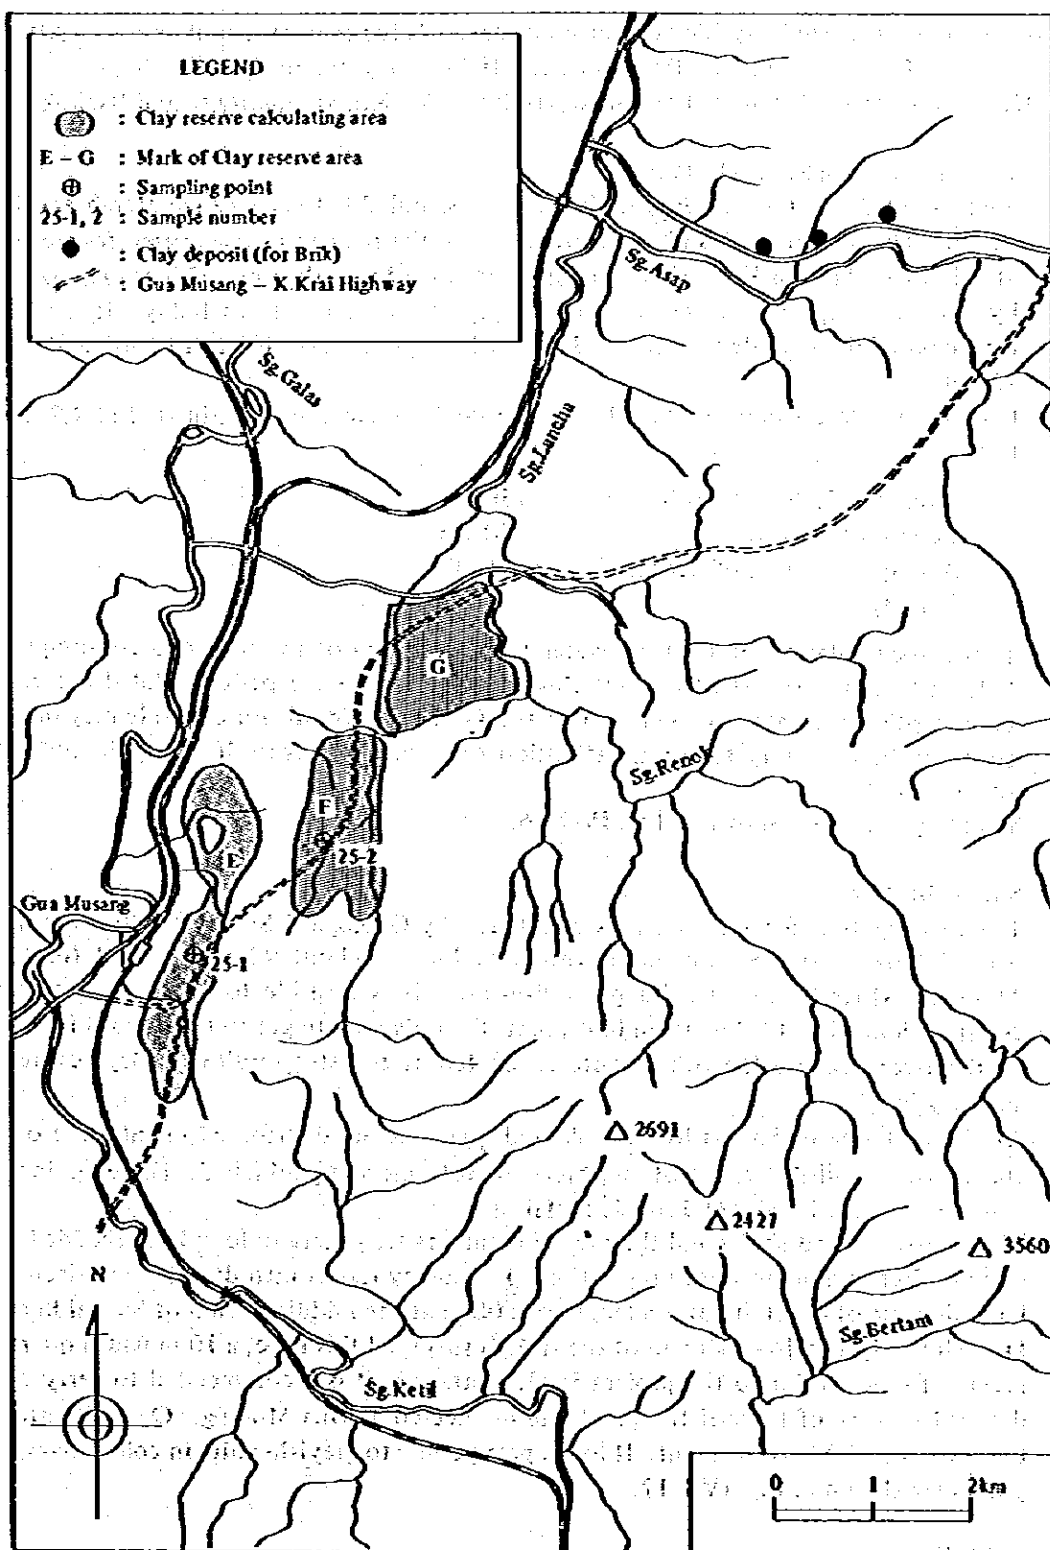 LEGEND
: Clay reserve calculating area
E – G : Mark of Clay reserve area
: Sampling point
25-1, 2 : Sample number
: Clay deposit (for Brik)
: Gua Musang – K.Krai Highway
Sg.Asap
Sg.Galas
Sg.Lanchu
G
Sg.Renok
F
25-2
E
Gua Musang
25-1
2691
2427
3560
N
Sg.Bertam
Sg.Ketil
0 1 2km